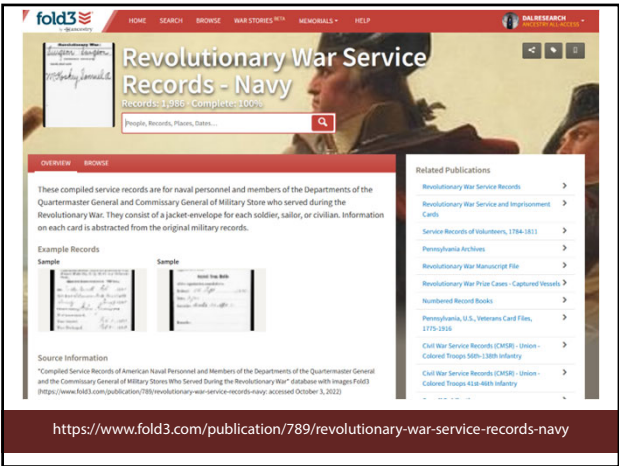 fold3
by Ancestry
HOME SEARCH BROWSE WAR STORIES BETA MEMORIALS HELP
DALRESEARCH
ANCESTRY ALL-ACCESS
Revolutionary War Service
Records - Navy
Records: 1,986 · Complete: 100%
People, Records, Places, Dates...
OVERVIEW BROWSE
These compiled service records are for naval personnel and members of the Departments of the
Quartermaster General and Commissary General of Military Store who served during the
Revolutionary War. They consist of a jacket-envelope for each soldier, sailor, or civilian. Information
on each card is abstracted from the original military records.
Example Records
Sample Sample
Source Information
"Compiled Service Records of American Naval Personnel and Members of the Departments of the Quartermaster General
and the Commissary General of Military Stores Who Served During the Revolutionary War" database with images Fold3
(https://www.fold3.com/publication/789/revolutionary-war-service-records-navy: accessed October 3, 2022)
Related Publications
Revolutionary War Service Records
Revolutionary War Service and Imprisonment
Cards
Service Records of Volunteers, 1784-1811
Pennsylvania Archives
Revolutionary War Manuscript File
Revolutionary War Prize Cases - Captured Vessels
Numbered Record Books
Pennsylvania, U.S., Veterans Card Files,
1775-1916
Civil War Service Records (CMSR) - Union -
Colored Troops 56th-138th Infantry
Civil War Service Records (CMSR) - Union -
Colored Troops 41st-46th Infantry
https://www.fold3.com/publication/789/revolutionary-war-service-records-navy